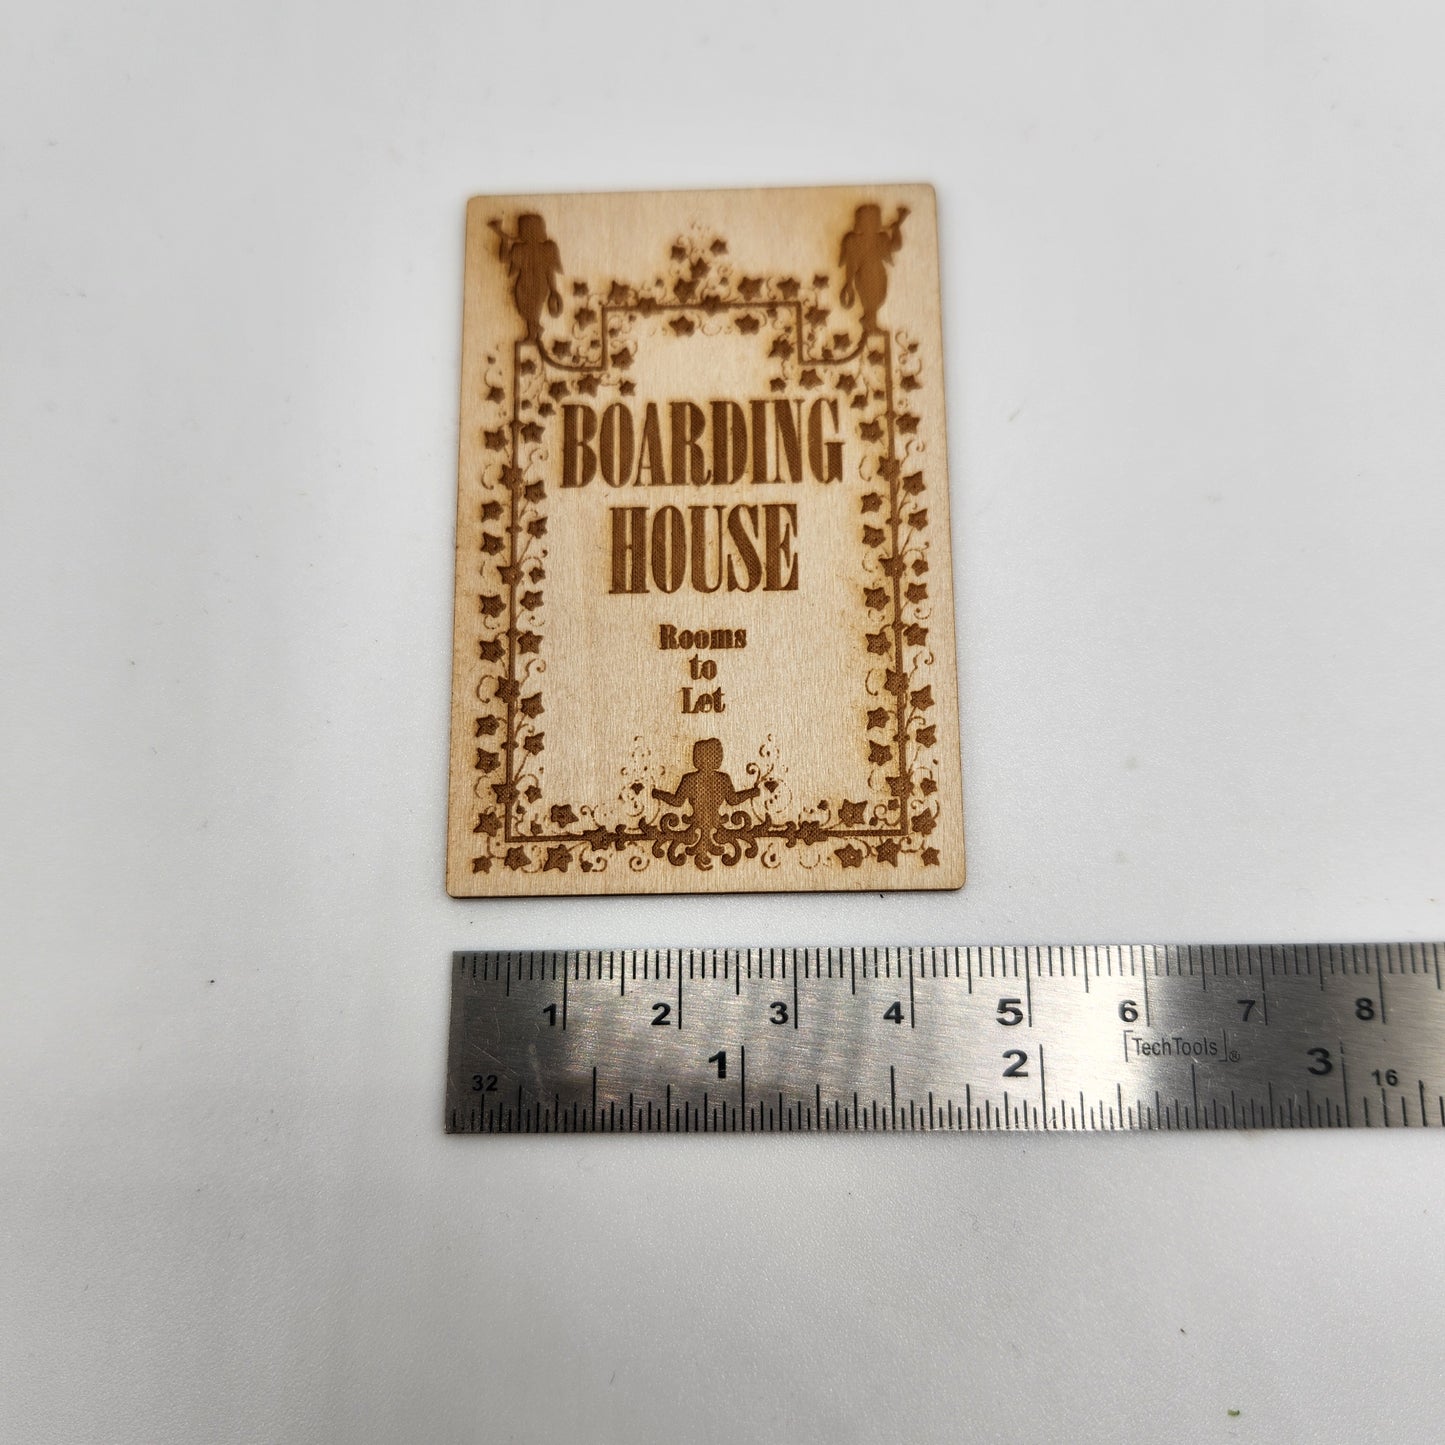 BOARDING
HOUSE
Rooms
to
Let
1 2 3 4 5 6 7 8
TechTools®
1 2 3
32 16